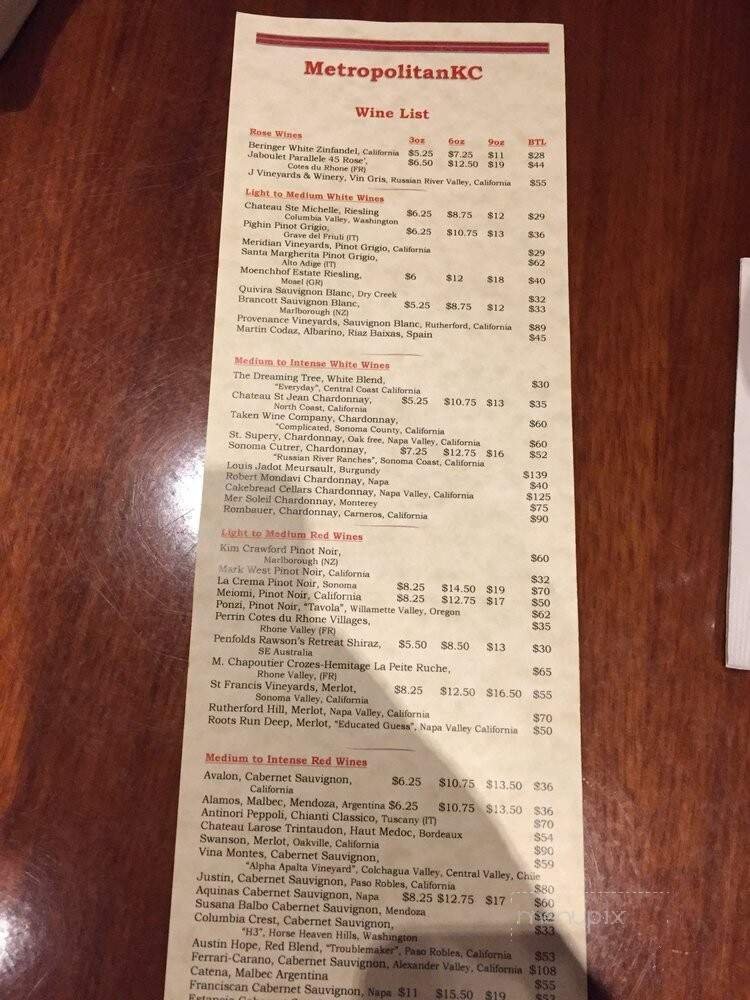 MetropolitanKC
Wine List
Rose Wines 3oz 6oz 9oz BTL
Beringer White Zinfandel, California $5.25 $7.25 $11 $28
Jaboulet Parallele 45 Rose', $6.50 $12.50 $19 $44
Cotes du Rhone (FR)
J Vineyards & Winery, Vin Gris, Russian River Valley, California $55
Light to Medium White Wines
Chateau Ste Michelle, Riesling $6.25 $8.75 $12 $29
Columbia Valley, Washington
Pighin Pinot Grigio, $6.25 $10.75 $13 $36
Grave del Friuli (IT)
Meridian Vineyards, Pinot Grigio, California $29
Santa Margherita Pinot Grigio, $62
Alto Adige (IT)
Moenchhof Estate Riesling, $6 $12 $18 $40
Mosel (GR)
Quivira Sauvignon Blanc, Dry Creek $32
Brancott Sauvignon Blanc, $5.25 $8.75 $12 $33
Marlborough (NZ)
Provenance Vineyards, Sauvignon Blanc, Rutherford, California $89
Martin Codaz, Albarino, Riaz Baixas, Spain $45
Medium to Intense White Wines
The Dreaming Tree, White Blend, $30
"Everyday", Central Coast California
Chateau St Jean Chardonnay, $5.25 $10.75 $13 $35
North Coast, California
Taken Wine Company, Chardonnay, $60
"Complicated, Sonoma County, California
St. Supery, Chardonnay, Oak free, Napa Valley, California $60
Sonoma Cutrer, Chardonnay, $7.25 $12.75 $16 $52
"Russian River Ranches", Sonoma Coast, California
Louis Jadot Meursault, Burgundy $139
Robert Mondavi Chardonnay, Napa $40
Cakebread Cellars Chardonnay, Napa Valley, California $125
Mer Soleil Chardonnay, Monterey $75
Rombauer, Chardonnay, Carneros, California $90
Light to Medium Red Wines
Kim Crawford Pinot Noir, $60
Marlborough (NZ)
Mark West Pinot Noir, California $32
La Crema Pinot Noir, Sonoma $8.25 $14.50 $19 $70
Meiomi, Pinot Noir, California $8.25 $12.75 $17 $50
Ponzi, Pinot Noir, "Tavola", Willamette Valley, Oregon $62
Perrin Cotes du Rhone Villages, $35
Rhone Valley (FR)
Penfolds Rawson's Retreat Shiraz, $5.50 $8.50 $13 $30
SE Australia
M. Chapoutier Crozes-Hemitage La Peite Ruche, $65
Rhone Valley, (FR)
St Francis Vineyards, Merlot, $8.25 $12.50 $16.50 $55
Sonoma Valley, California
Rutherford Hill, Merlot, Napa Valley, California $70
Roots Run Deep, Merlot, "Educated Guess", Napa Valley California $50
Medium to Intense Red Wines
Avalon, Cabernet Sauvignon, $6.25 $10.75 $13.50 $36
California
Alamos, Malbec, Mendoza, Argentina $6.25 $10.75 $13.50 $36
Antinori Peppoli, Chianti Classico, Tuscany (IT) $70
Chateau Larose Trintaudon, Haut Medoc, Bordeaux $54
Swanson, Merlot, Oakville, California $90
Vina Montes, Cabernet Sauvignon, $59
"Alpha Apalta Vineyard", Colchagua Valley, Central Valley, Chile
Justin, Cabernet Sauvignon, Paso Robles, California $80
Aquinas Cabernet Sauvignon, Napa $8.25 $12.75 $17 $60
Susana Balbo Cabernet Sauvignon, Mendoza
Columbia Crest, Cabernet Sauvignon, $33
"H3", Horse Heaven Hills, Washington
Austin Hope, Red Blend, "Troublemaker", Paso Robles, California $53
Ferrari-Carano, Cabernet Sauvignon, Alexander Valley, California $108
Catena, Malbec Argentina $55
Franciscan Cabernet Sauvignon, Napa $11 $15.50 $19
menupix